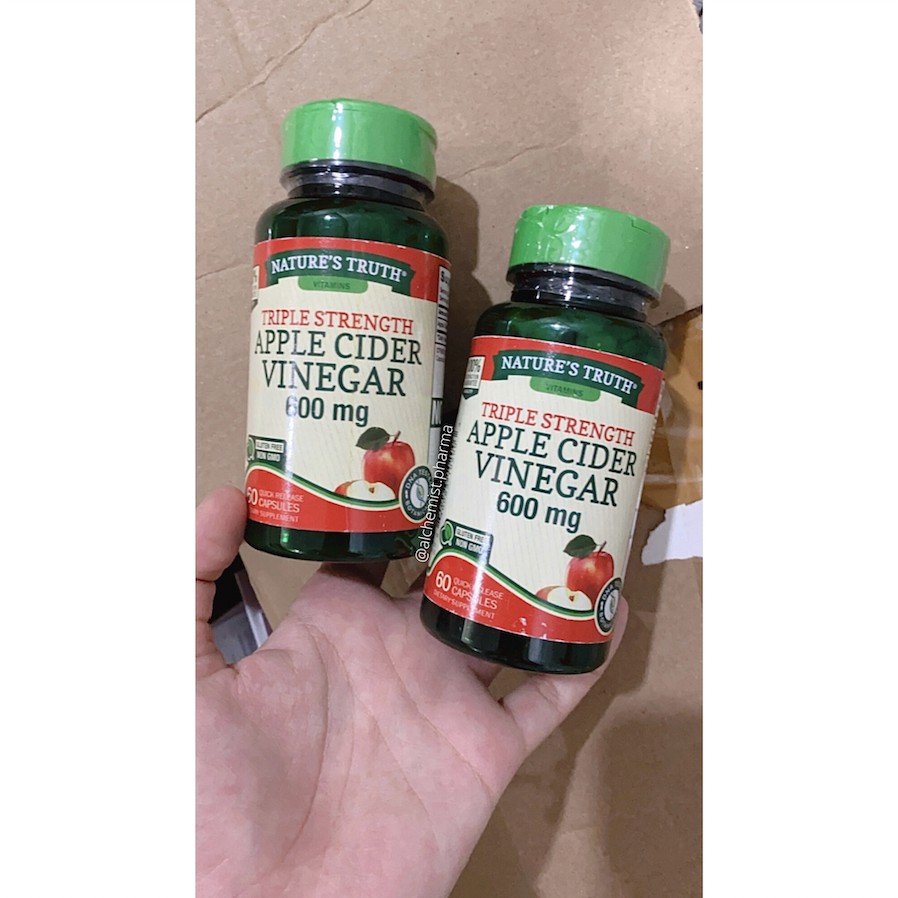 NATURE'S TRUTH®
VITAMINS
TRIPLE STRENGTH
APPLE CIDER
VINEGAR
600 mg
GLUTEN FREE
NON GMO
60 QUICK RELEASE
CAPSULES
@alchemist.pharma
NATURE'S TRUTH®
VITAMINS
TRIPLE STRENGTH
APPLE CIDER
VINEGAR
600 mg
GLUTEN FREE
NON GMO
60 QUICK RELEASE
CAPSULES
DIETARY SUPPLEMENT